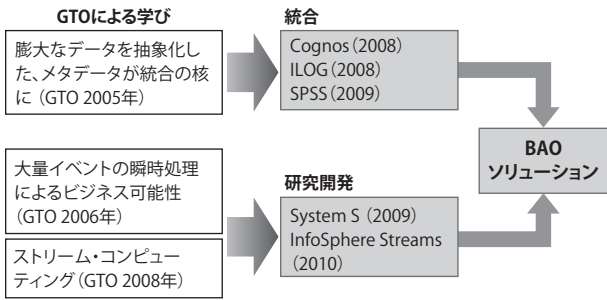 GTOによる学び
膨大なデータを抽象化し
た、メタデータが統合の核
に（GTO 2005年）
大量イベントの瞬時処理
によるビジネス可能性
（GTO 2006年）
ストリーム・コンピュー
ティング（GTO 2008年）
統合
Cognos（2008）
ILOG（2008）
SPSS（2009）
研究開発
System S （2009）
InfoSphere Streams
（2010）
BAO
ソリューション